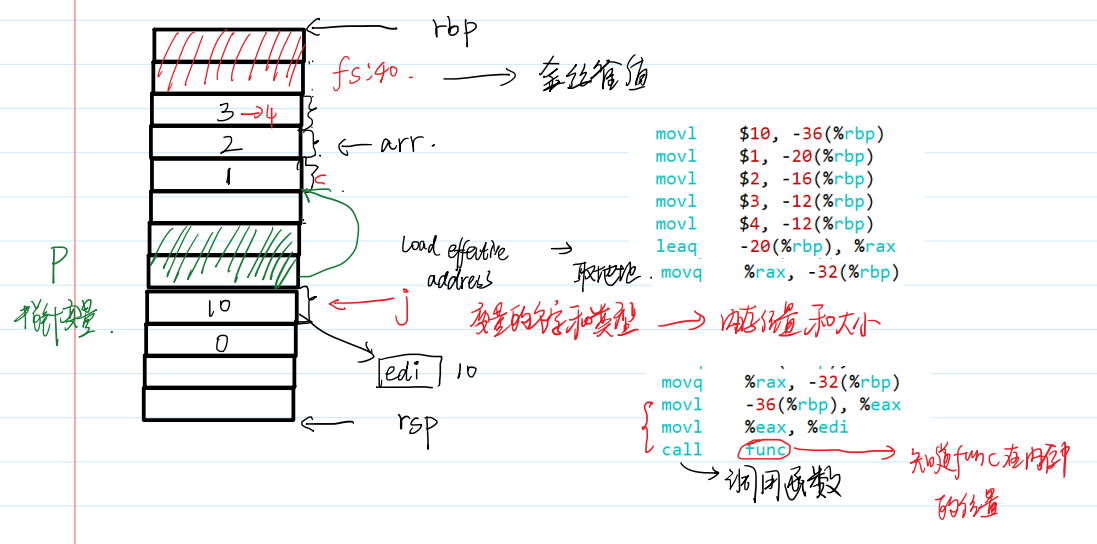 rbp
fs:40. → 金丝雀值
3→4
2
← arr.
1
c
movl $10, -36(%rbp)
movl $1, -20(%rbp)
movl $2, -16(%rbp)
movl $3, -12(%rbp)
movl $4, -12(%rbp)
leaq -20(%rbp), %rax
movq %rax, -32(%rbp)
Load effective
address
→ 取地址.
P
指针变量.
10
← j
变量的名字和类型 → 内存位置和大小
0
edi 10
← rsp
movq %rax, -32(%rbp)
movl -36(%rbp), %eax
movl %eax, %edi
call func
→ 调用函数
→ 知道func在内存中
的位置